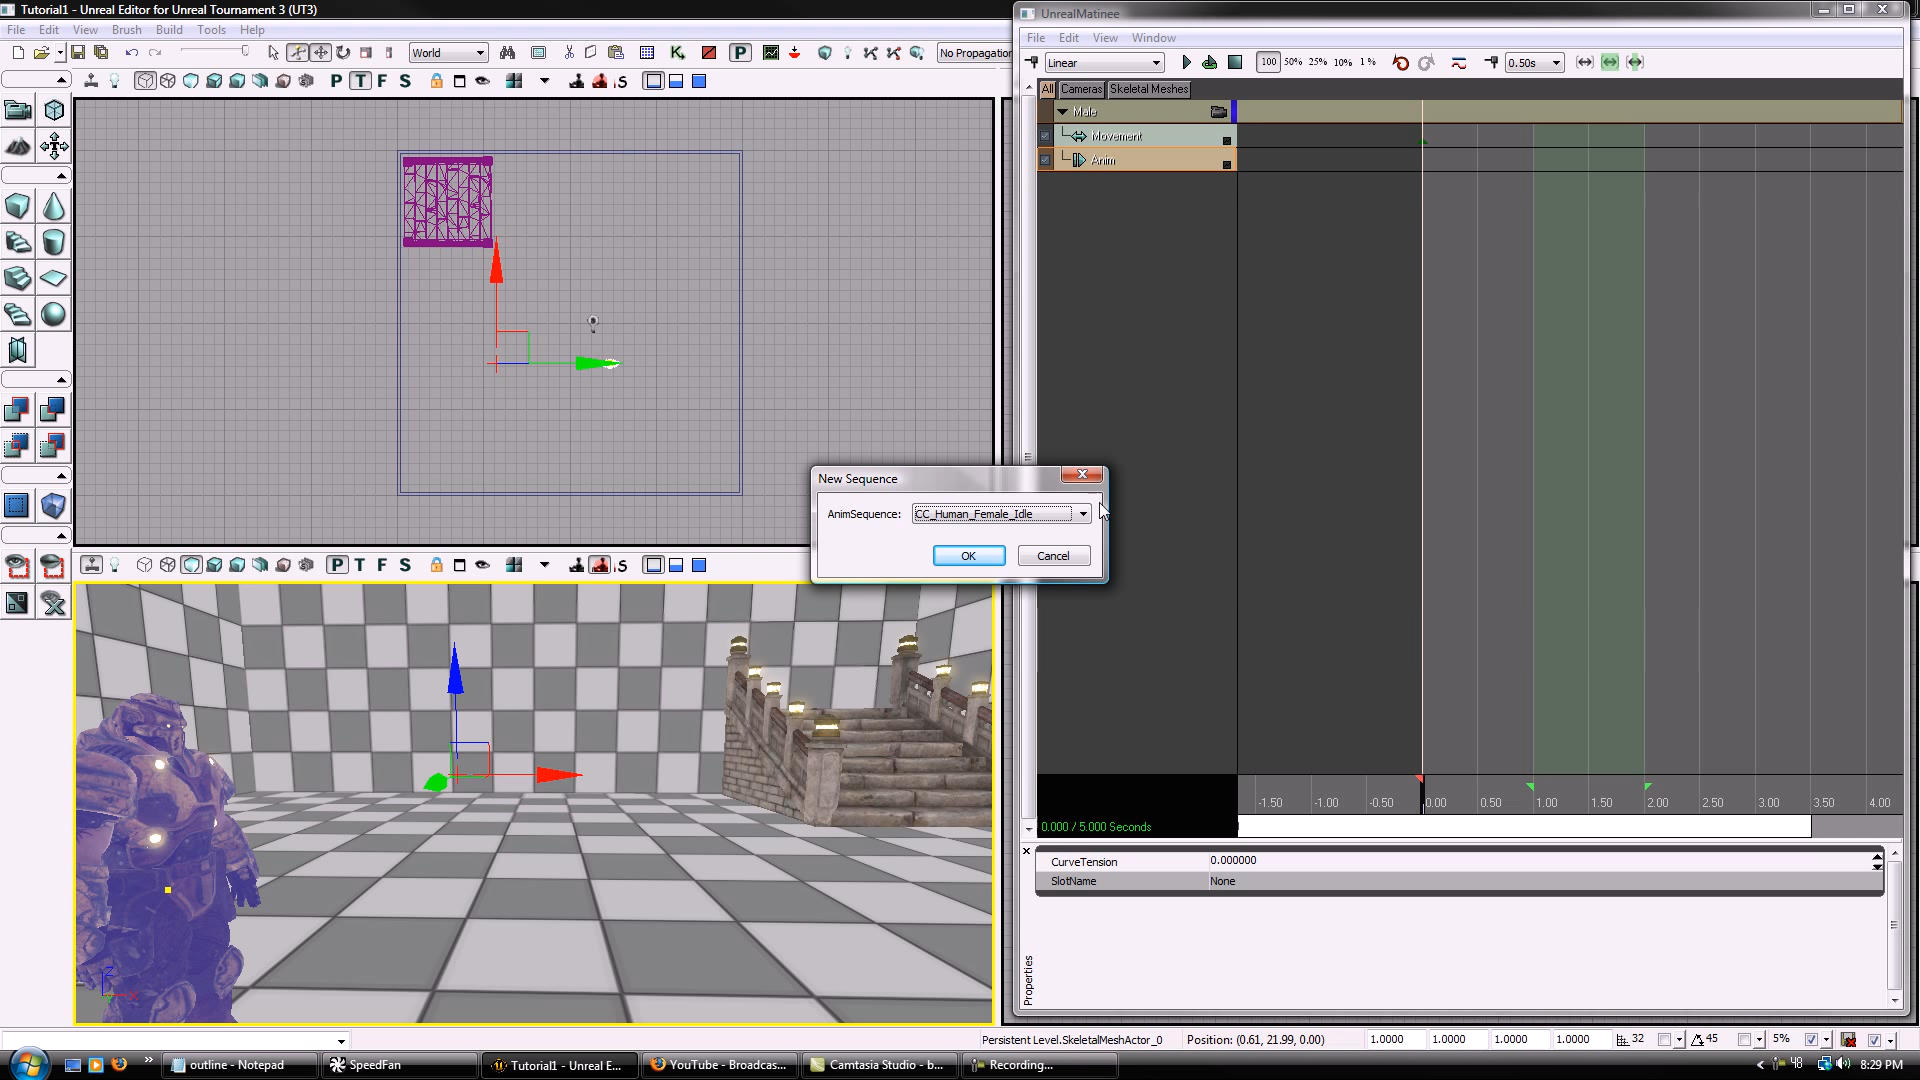 Tutorial1 - Unreal Editor for Unreal Tournament 3 (UT3)
File Edit View Brush Build Tools Help
World
No Propagation
P T F S
P T F S
UnrealMatinee
File Edit View Window
Linear
100 50% 25% 10% 1 %
0.50s
All Cameras Skeletal Meshes
Male
Movement
Anim
New Sequence
AnimSequence: CC_Human_Female_Idle
OK Cancel
-1.50 -1.00 -0.50 0.00 0.50 1.00 1.50 2.00 2.50 3.00 3.50 4.00
0.000 / 5.000 Seconds
CurveTension 0.000000
SlotName None
Properties
Z
X
Persistent Level.SkeletalMeshActor_0 Position: (0.61, 21.99, 0.00) 1.0000 1.0000 1.0000 1.0000 32 45 5%
outline - Notepad SpeedFan Tutorial1 - Unreal E... YouTube - Broadcas... Camtasia Studio - b... Recording... 48 8:29 PM